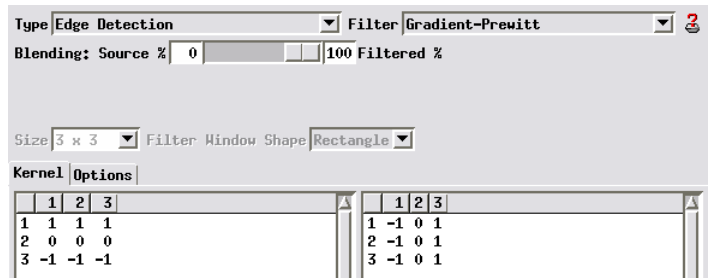 Type Edge Detection Filter Gradient-Prewitt ?
Blending: Source % 0 100 Filtered %
Size 3 x 3 Filter Window Shape Rectangle
Kernel Options
1 2 3 1 2 3
1 1 1 1 1 -1 0 1
2 0 0 0 2 -1 0 1
3 -1 -1 -1 3 -1 0 1